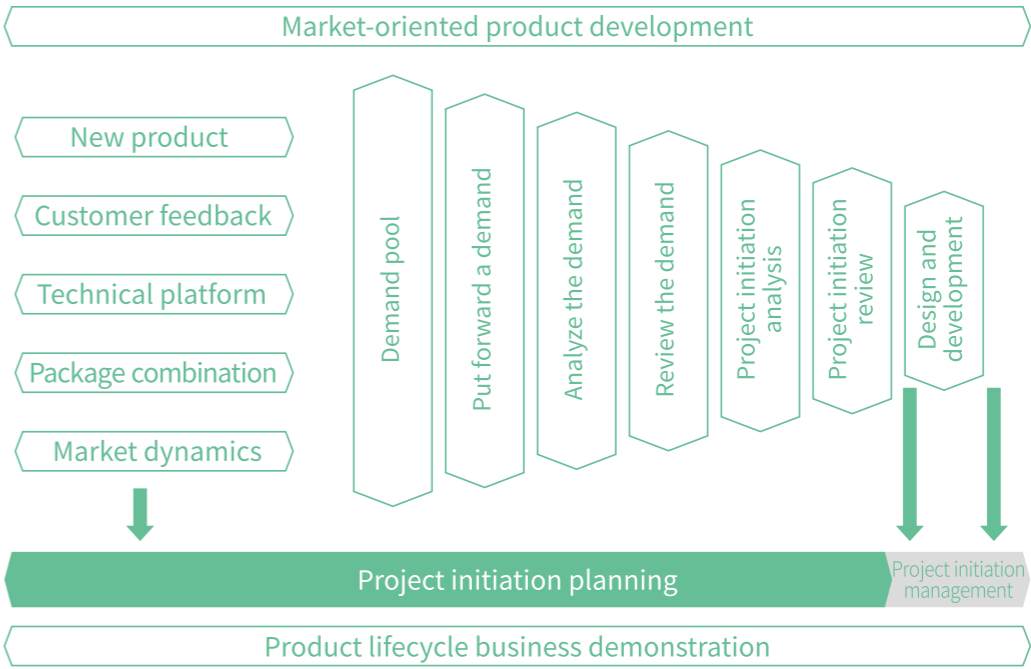 Market-oriented product development
New product
Customer feedback
Technical platform
Package combination
Market dynamics
Demand pool
Put forward a demand
Analyze the demand
Review the demand
Project initiation
analysis
Project initiation
review
Design and
development
Project initiation planning
Project initiation
management
Product lifecycle business demonstration